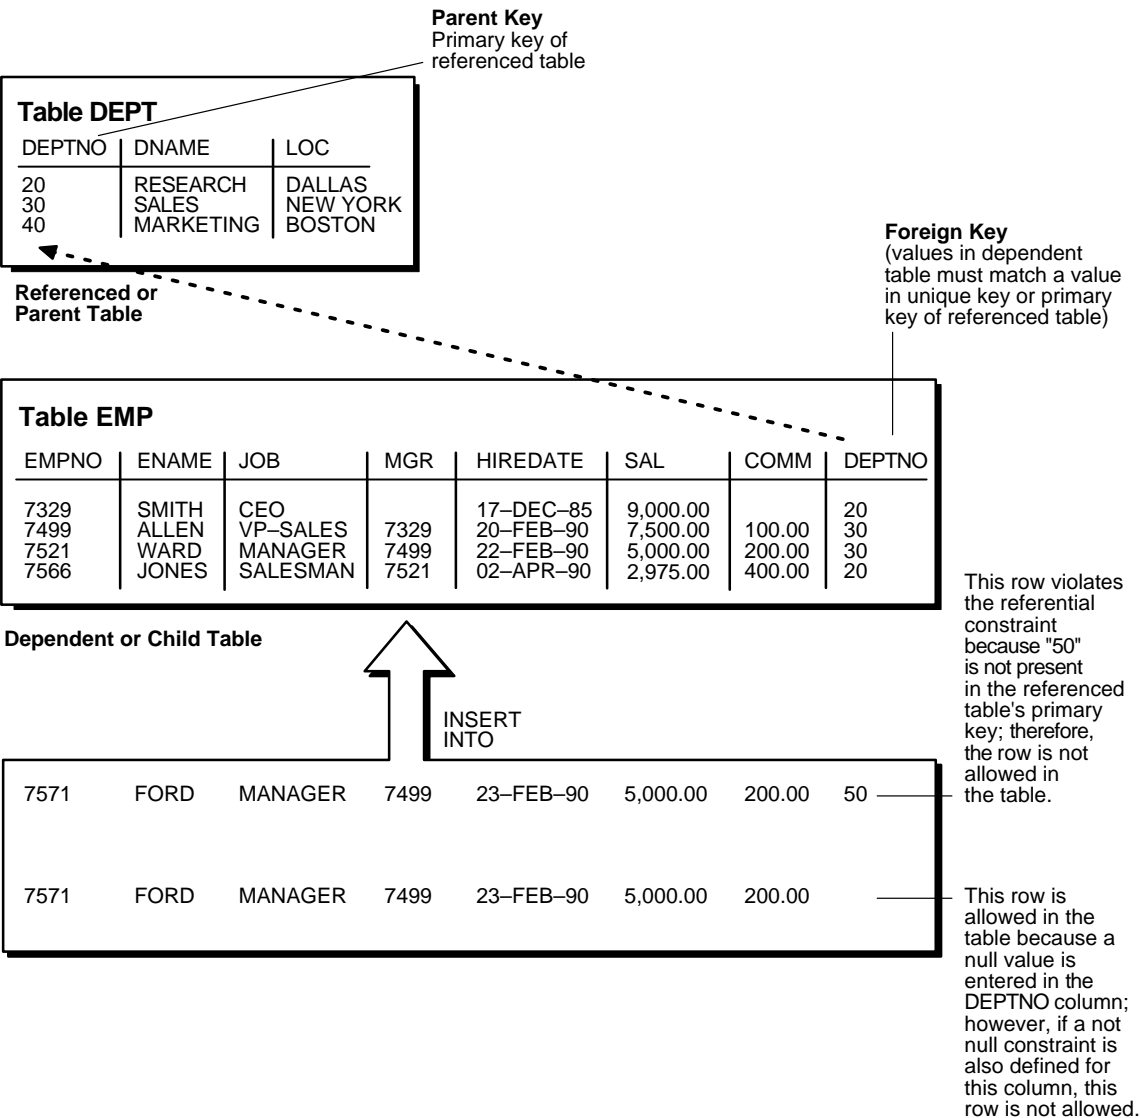 Parent Key
Primary key of
referenced table
Table DEPT
DEPTNO DNAME LOC
20 RESEARCH DALLAS
30 SALES NEW YORK
40 MARKETING BOSTON
Referenced or
Parent Table
Foreign Key
(values in dependent
table must match a value
in unique key or primary
key of referenced table)
Table EMP
EMPNO ENAME JOB MGR HIREDATE SAL COMM DEPTNO
7329 SMITH CEO 17–DEC–85 9,000.00 20
7499 ALLEN VP–SALES 7329 20–FEB–90 7,500.00 100.00 30
7521 WARD MANAGER 7499 22–FEB–90 5,000.00 200.00 30
7566 JONES SALESMAN 7521 02–APR–90 2,975.00 400.00 20
Dependent or Child Table
INSERT
INTO
7571 FORD MANAGER 7499 23–FEB–90 5,000.00 200.00 50
This row violates
the referential
constraint
because "50"
is not present
in the referenced
table's primary
key; therefore,
the row is not
allowed in
the table.
7571 FORD MANAGER 7499 23–FEB–90 5,000.00 200.00
This row is
allowed in the
table because a
null value is
entered in the
DEPTNO column;
however, if a not
null constraint is
also defined for
this column, this
row is not allowed.